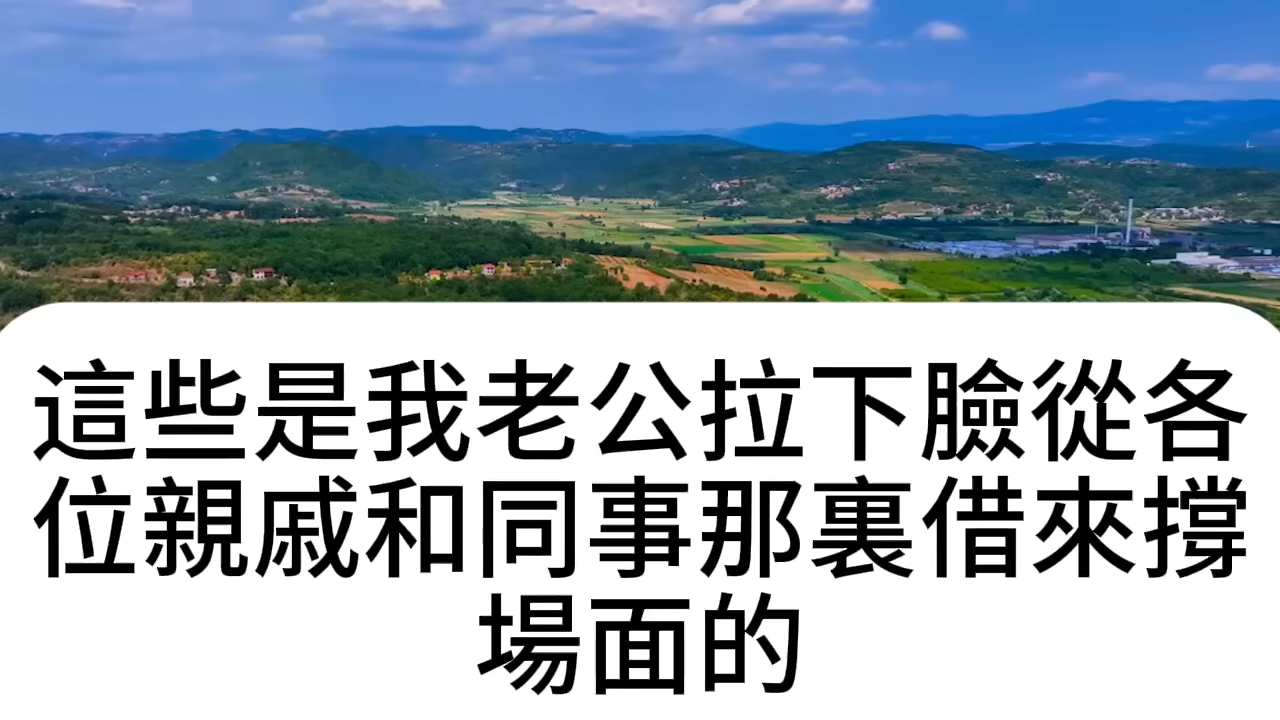 這些是我老公拉下臉從各
位親戚和同事那裏借來撐
場面的